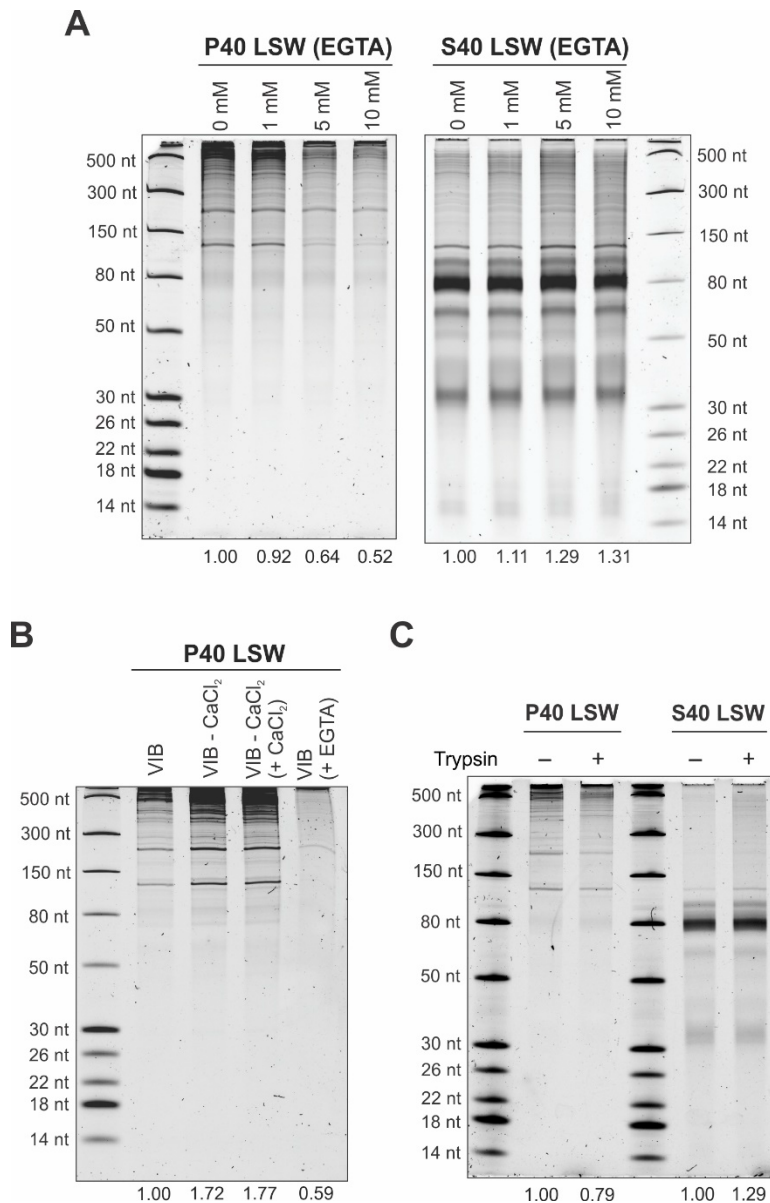 A
P40 LSW (EGTA)
S40 LSW (EGTA)
0 mM
1 mM
5 mM
10 mM
0 mM
1 mM
5 mM
10 mM
500 nt
300 nt
150 nt
80 nt
50 nt
30 nt
26 nt
22 nt
18 nt
14 nt
500 nt
300 nt
150 nt
80 nt
50 nt
30 nt
26 nt
22 nt
18 nt
14 nt
1.00 0.92 0.64 0.52
1.00 1.11 1.29 1.31
B
P40 LSW
VIB
VIB - CaCl₂
VIB - CaCl₂
(+ CaCl₂)
VIB
(+ EGTA)
500 nt
300 nt
150 nt
80 nt
50 nt
30 nt
26 nt
22 nt
18 nt
14 nt
1.00 1.72 1.77 0.59
C
P40 LSW
S40 LSW
Trypsin – + – +
500 nt
300 nt
150 nt
80 nt
50 nt
30 nt
26 nt
22 nt
18 nt
14 nt
1.00 0.79 1.00 1.29